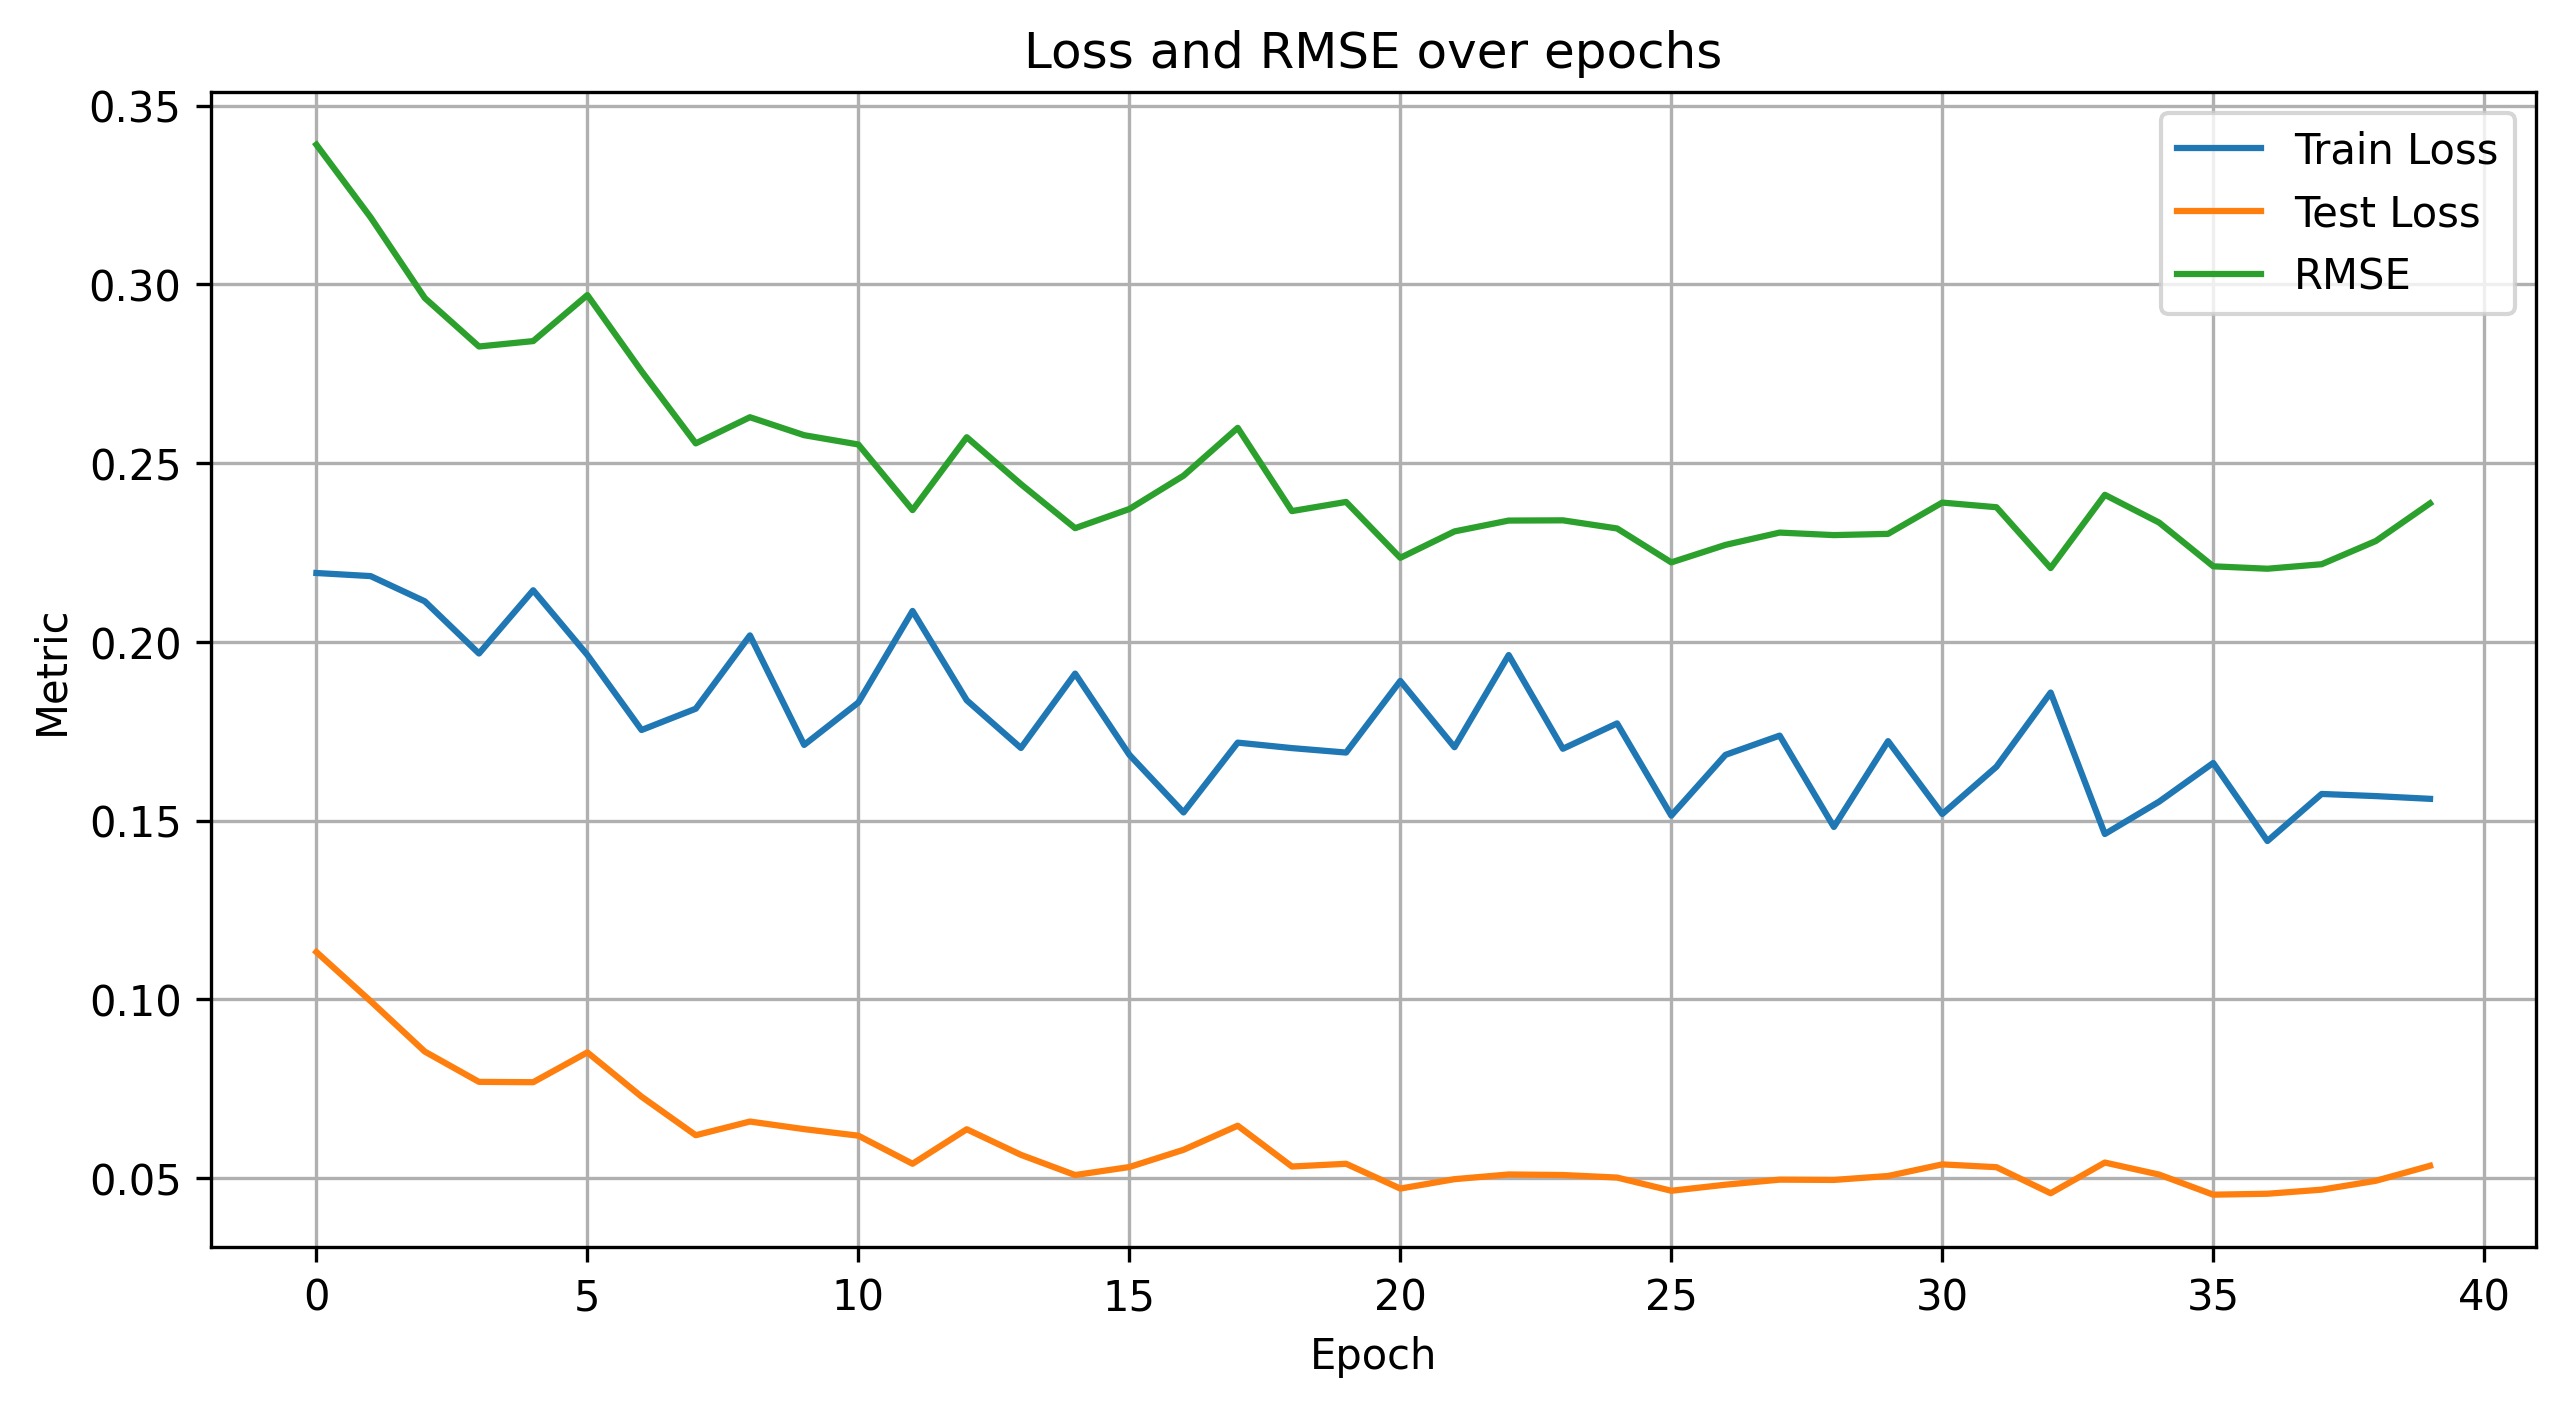 Loss and RMSE over epochs
0.35
0.30
0.25
0.20
0.15
0.10
0.05
Metric
Train Loss
Test Loss
RMSE
0 5 10 15 20 25 30 35 40
Epoch